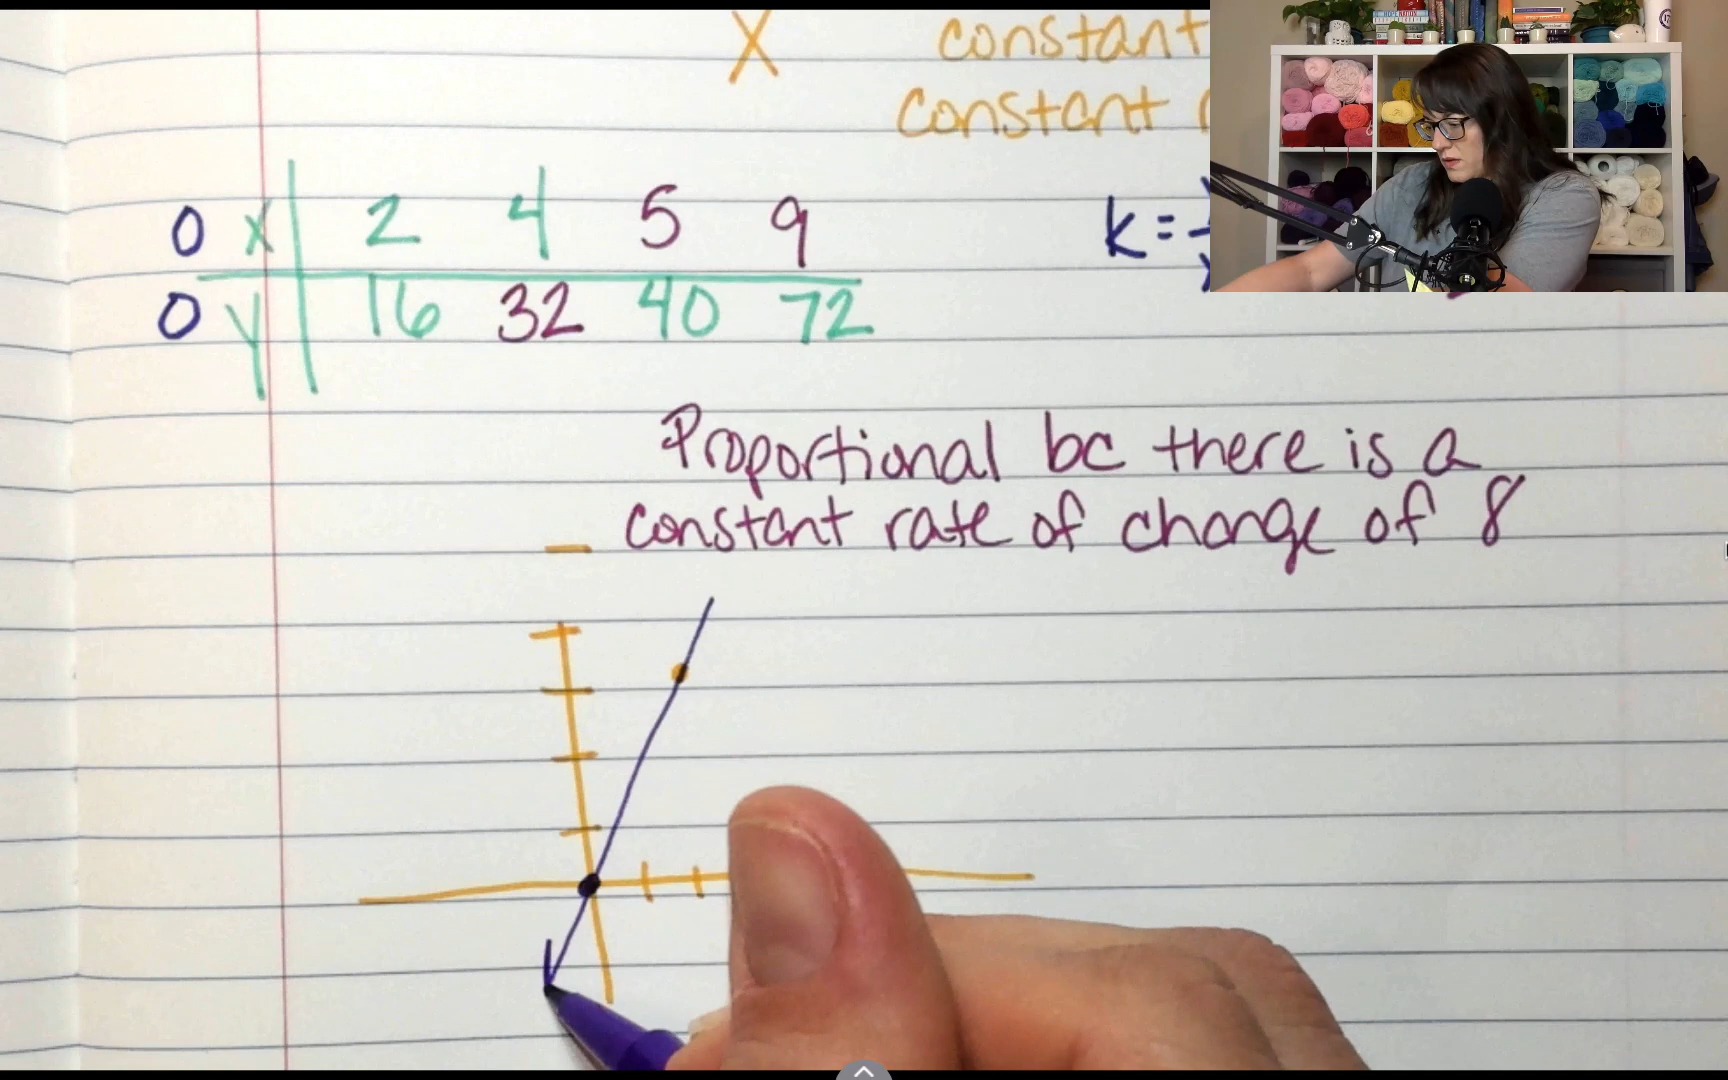 X constant
constant
0 X 2 4 5 9
k =
0 Y 16 32 40 72
Proportional bc there is a
constant rate of change of 8